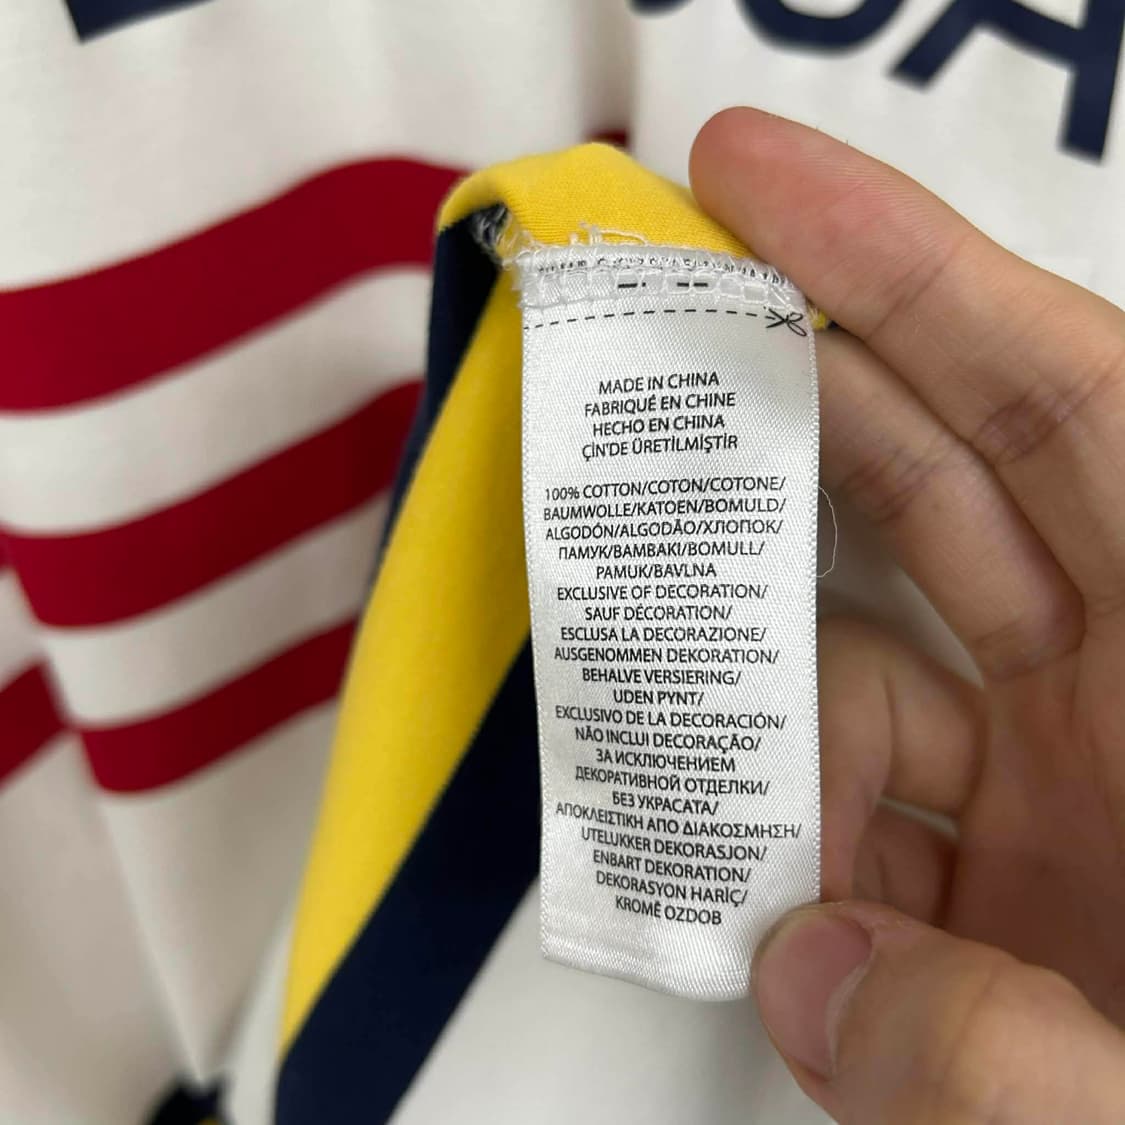 MADE IN CHINA
FABRIQUÉ EN CHINE
HECHO EN CHINA
ÇİN'DE ÜRETİLMİŞTİR
100% COTTON/COTON/COTONE/
BAUMWOLLE/KATOEN/BOMULD/
ALGODÓN/ALGODÃO/ХЛОПОК/
ПАМУК/ΒΑΜΒΑΚΙ/BOMULL/
PAMUK/BAVLNA
EXCLUSIVE OF DECORATION/
SAUF DÉCORATION/
ESCLUSA LA DECORAZIONE/
AUSGENOMMEN DEKORATION/
BEHALVE VERSIERING/
UDEN PYNT/
EXCLUSIVO DE LA DECORACIÓN/
NÃO INCLUI DECORAÇÃO/
ЗА ИСКЛЮЧЕНИЕМ
ДЕКОРАТИВНОЙ ОТДЕЛКИ/
БЕЗ УКРАСАТА/
ΑΠΟΚΛΕΙΣΤΙΚΗ ΑΠΟ ΔΙΑΚΟΣΜΗΣΗ/
UTELUKKER DEKORASJON/
ENBART DEKORATION/
DEKORASYON HARİÇ/
KROMĚ OZDOB